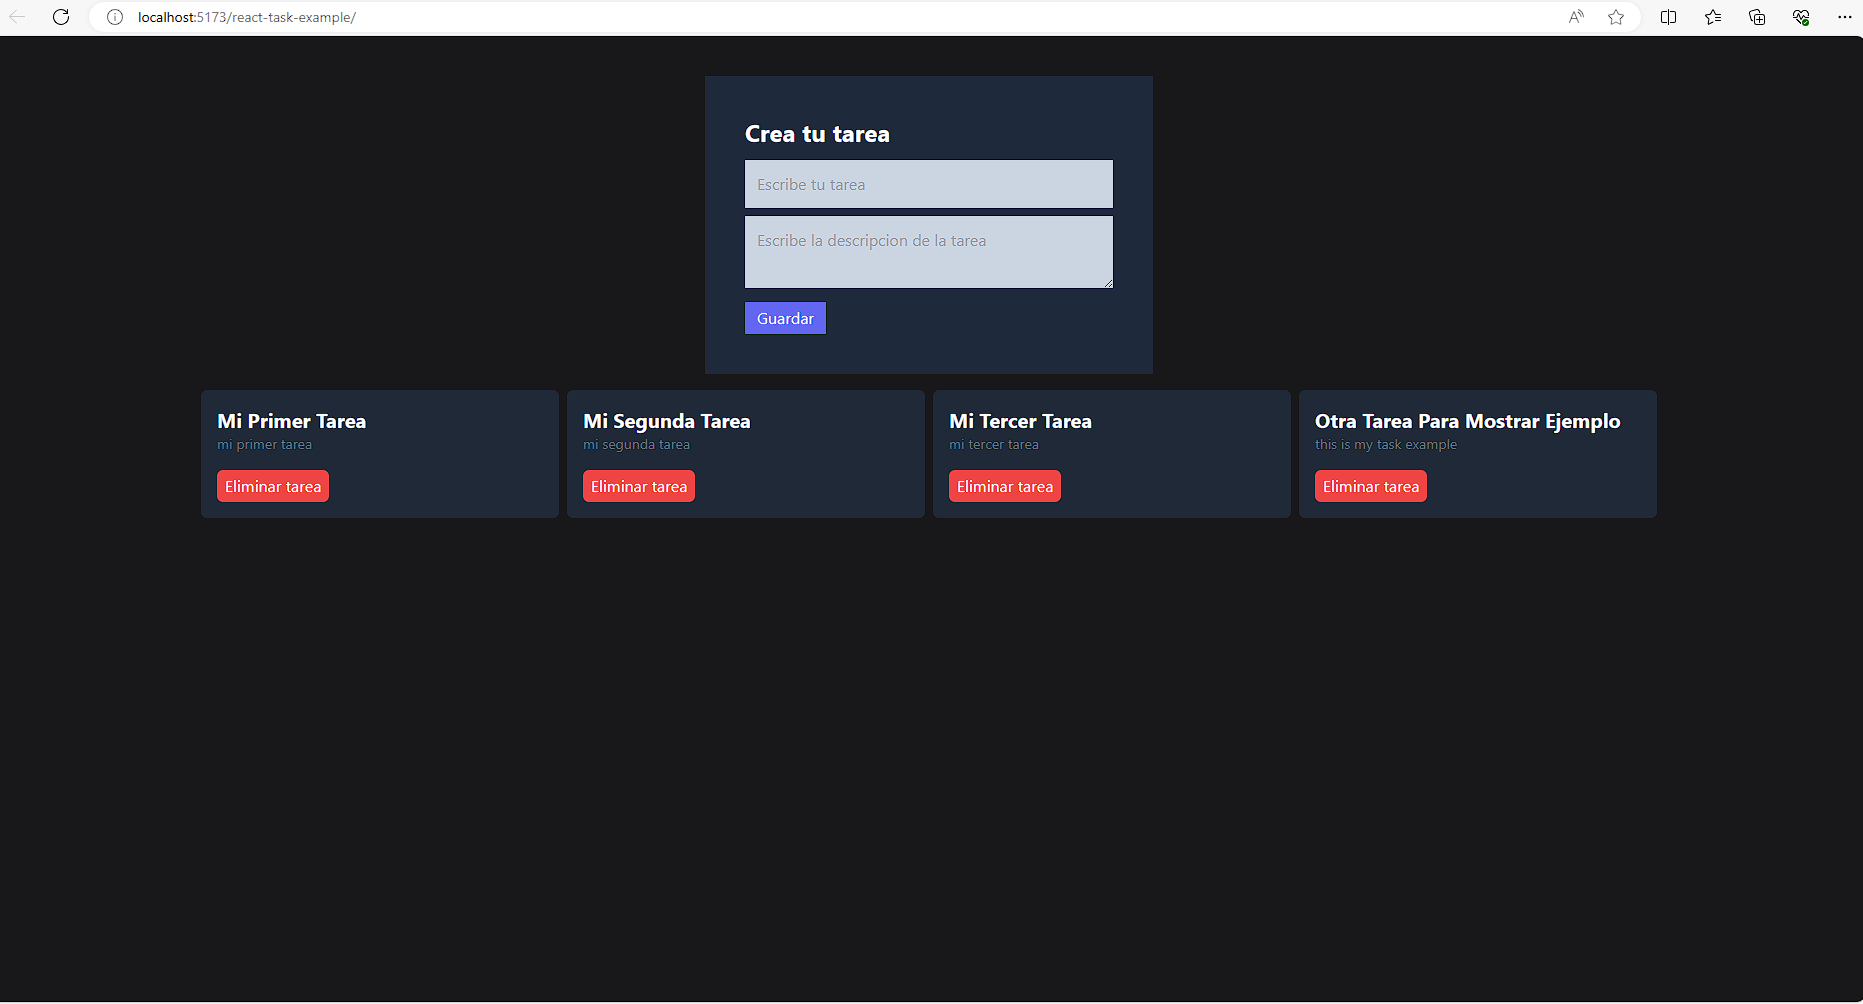 localhost:5173/react-task-example/
Crea tu tarea
Escribe tu tarea
Escribe la descripcion de la tarea
Guardar
Mi Primer Tarea
mi primer tarea
Eliminar tarea
Mi Segunda Tarea
mi segunda tarea
Eliminar tarea
Mi Tercer Tarea
mi tercer tarea
Eliminar tarea
Otra Tarea Para Mostrar Ejemplo
this is my task example
Eliminar tarea